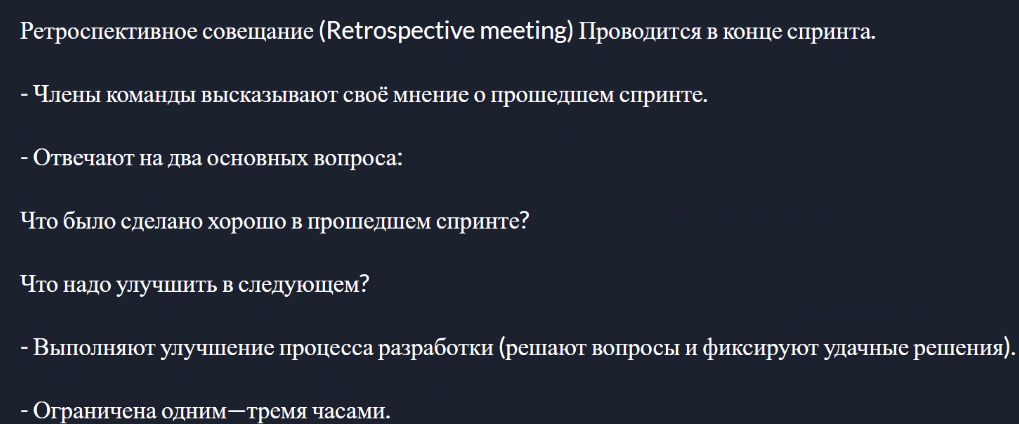 Ретроспективное совещание (Retrospective meeting) Проводится в конце спринта.
- Члены команды высказывают своё мнение о прошедшем спринте.
- Отвечают на два основных вопроса:
Что было сделано хорошо в прошедшем спринте?
Что надо улучшить в следующем?
- Выполняют улучшение процесса разработки (решают вопросы и фиксируют удачные решения).
- Ограничена одним—тремя часами.